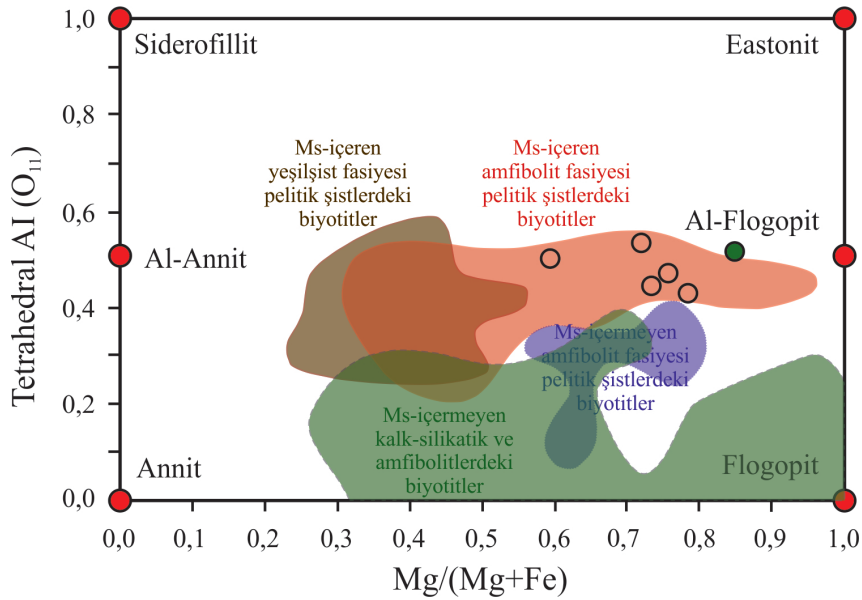 1,0
Siderofillit
Eastonit
0,8
Ms-içeren
yeşilşist fasiyesi
pelitik şistlerdeki
biyotitler
Ms-içeren
amfibolit fasiyesi
pelitik şistlerdeki
biyotitler
0,6
Al-Flogopit
Al-Annit
0,4
Ms-içermeyen
amfibolit fasiyesi
pelitik şistlerdeki
biyotitler
0,2
Ms-içermeyen
kalk-silikatik ve
amfibolitlerdeki
biyotitler
Annit
Flogopit
0,0
Tetrahedral AI (O11)
0,0 0,1 0,2 0,3 0,4 0,5 0,6 0,7 0,8 0,9 1,0
Mg/(Mg+Fe)